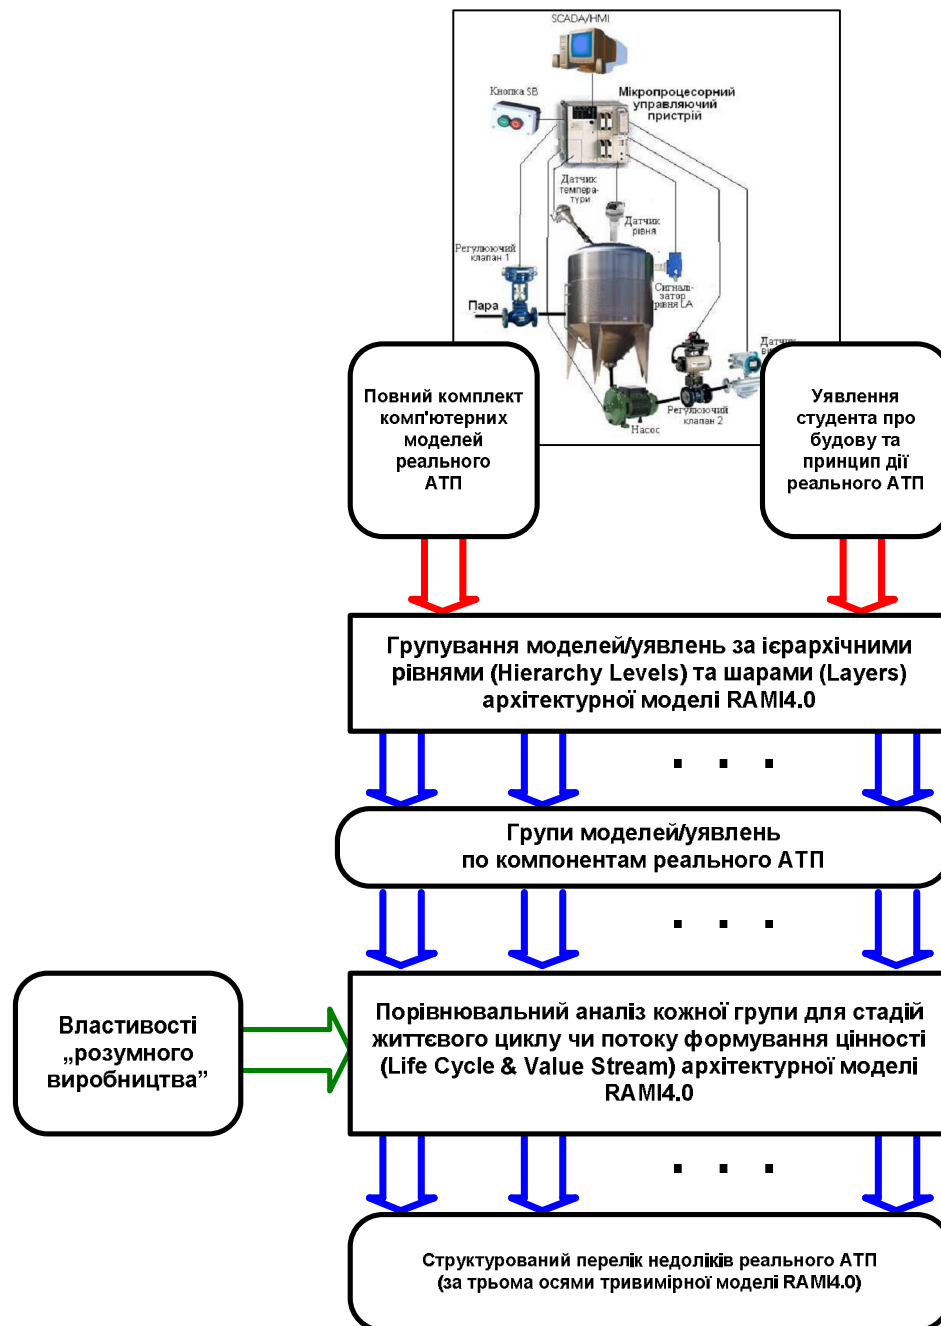 SCADA/HMI
Кнопка SB
Мікропроцесорний
управляючий
пристрій
Датчик
темпера-
тури
Датчик
рівня
Регулюючий
клапан 1
Пара
Сигналі-
затор
рівня LA
Регулюючий
клапан 2
Насос
Повний комплект
комп'ютерних
моделей
реального
АТП
Уявлення
студента про
будову та
принцип дії
реального АТП
Групування моделей/уявлень за ієрархічними
рівнями (Hierarchy Levels) та шарами (Layers)
архітектурної моделі RAMI4.0
. . .
Групи моделей/уявлень
по компонентам реального АТП
. . .
Властивості
„розумного
виробництва”
Порівнювальний аналіз кожної групи для стадій
життєвого циклу чи потоку формування цінності
(Life Cycle & Value Stream) архітектурної моделі
RAMI4.0
. . .
Структурований перелік недоліків реального АТП
(за трьома осями тривимірної моделі RAMI4.0)